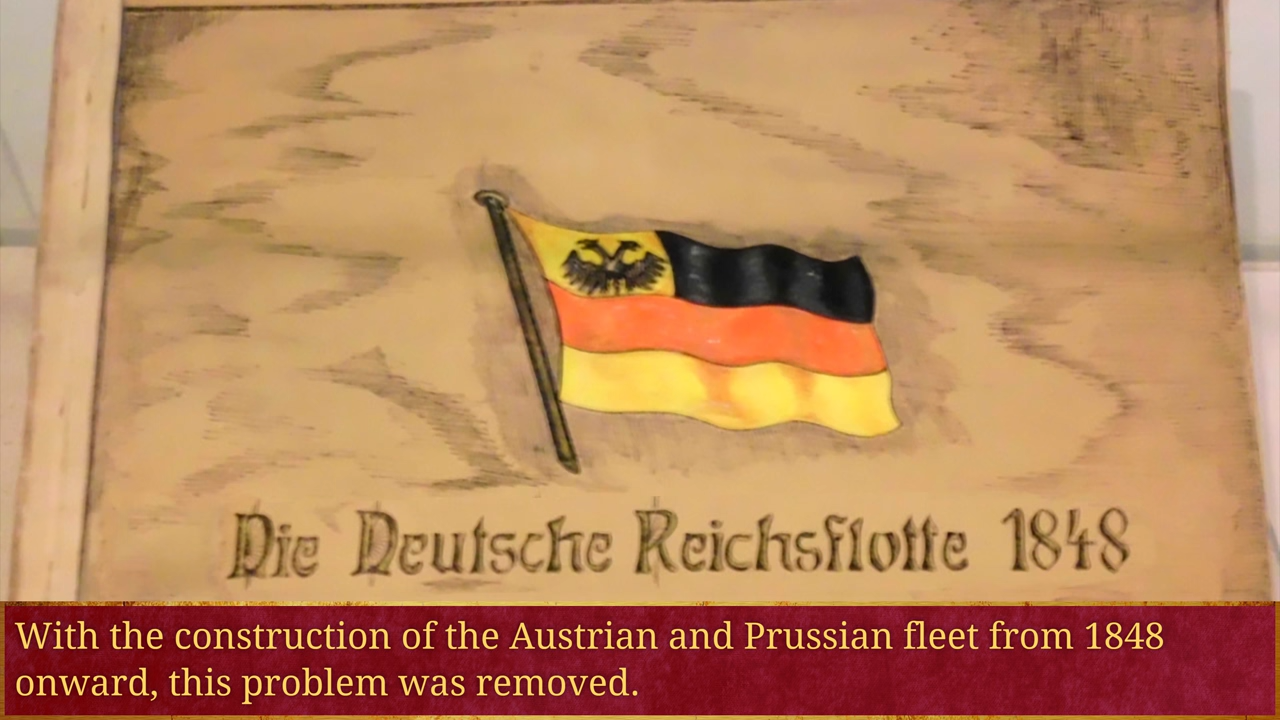 Die Deutsche Reichsflotte 1848
With the construction of the Austrian and Prussian fleet from 1848
onward, this problem was removed.